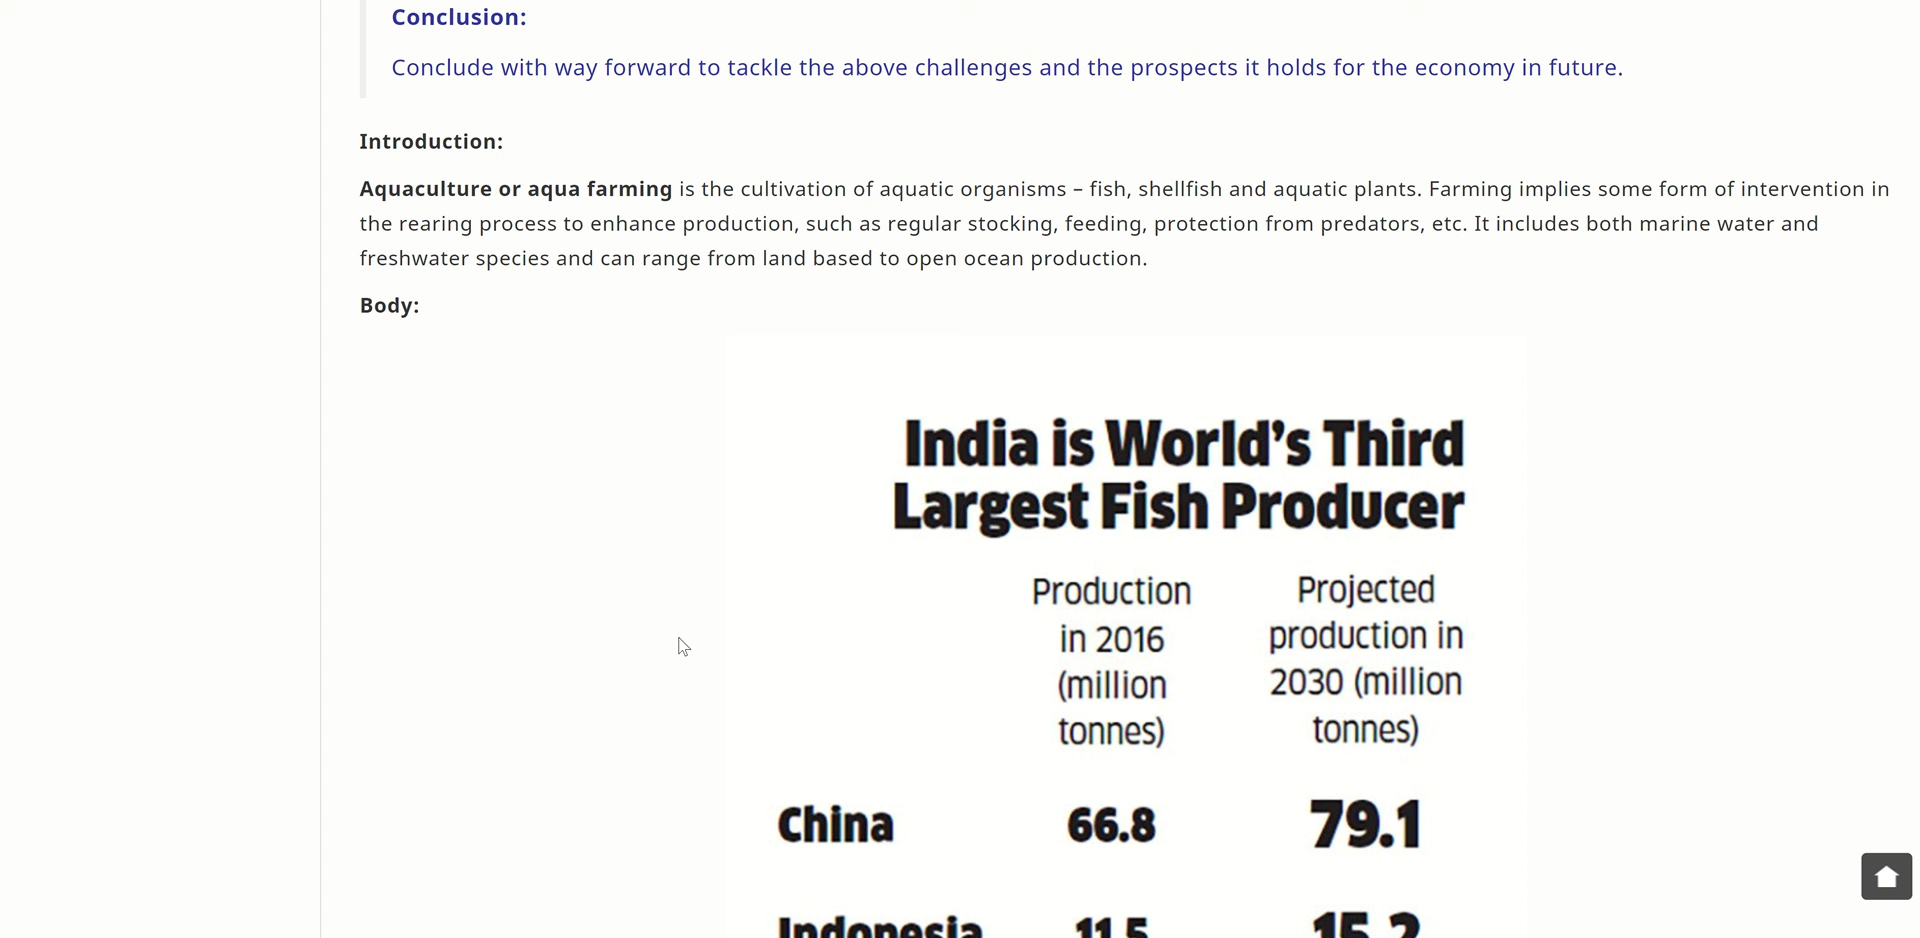 Conclusion:
Conclude with way forward to tackle the above challenges and the prospects it holds for the economy in future.
Introduction:
Aquaculture or aqua farming is the cultivation of aquatic organisms – fish, shellfish and aquatic plants. Farming implies some form of intervention in
the rearing process to enhance production, such as regular stocking, feeding, protection from predators, etc. It includes both marine water and
freshwater species and can range from land based to open ocean production.
Body:
India is World's Third
Largest Fish Producer
Production
in 2016
(million
tonnes)
Projected
production in
2030 (million
tonnes)
China 66.8 79.1
Indonesia 11.5 15.2